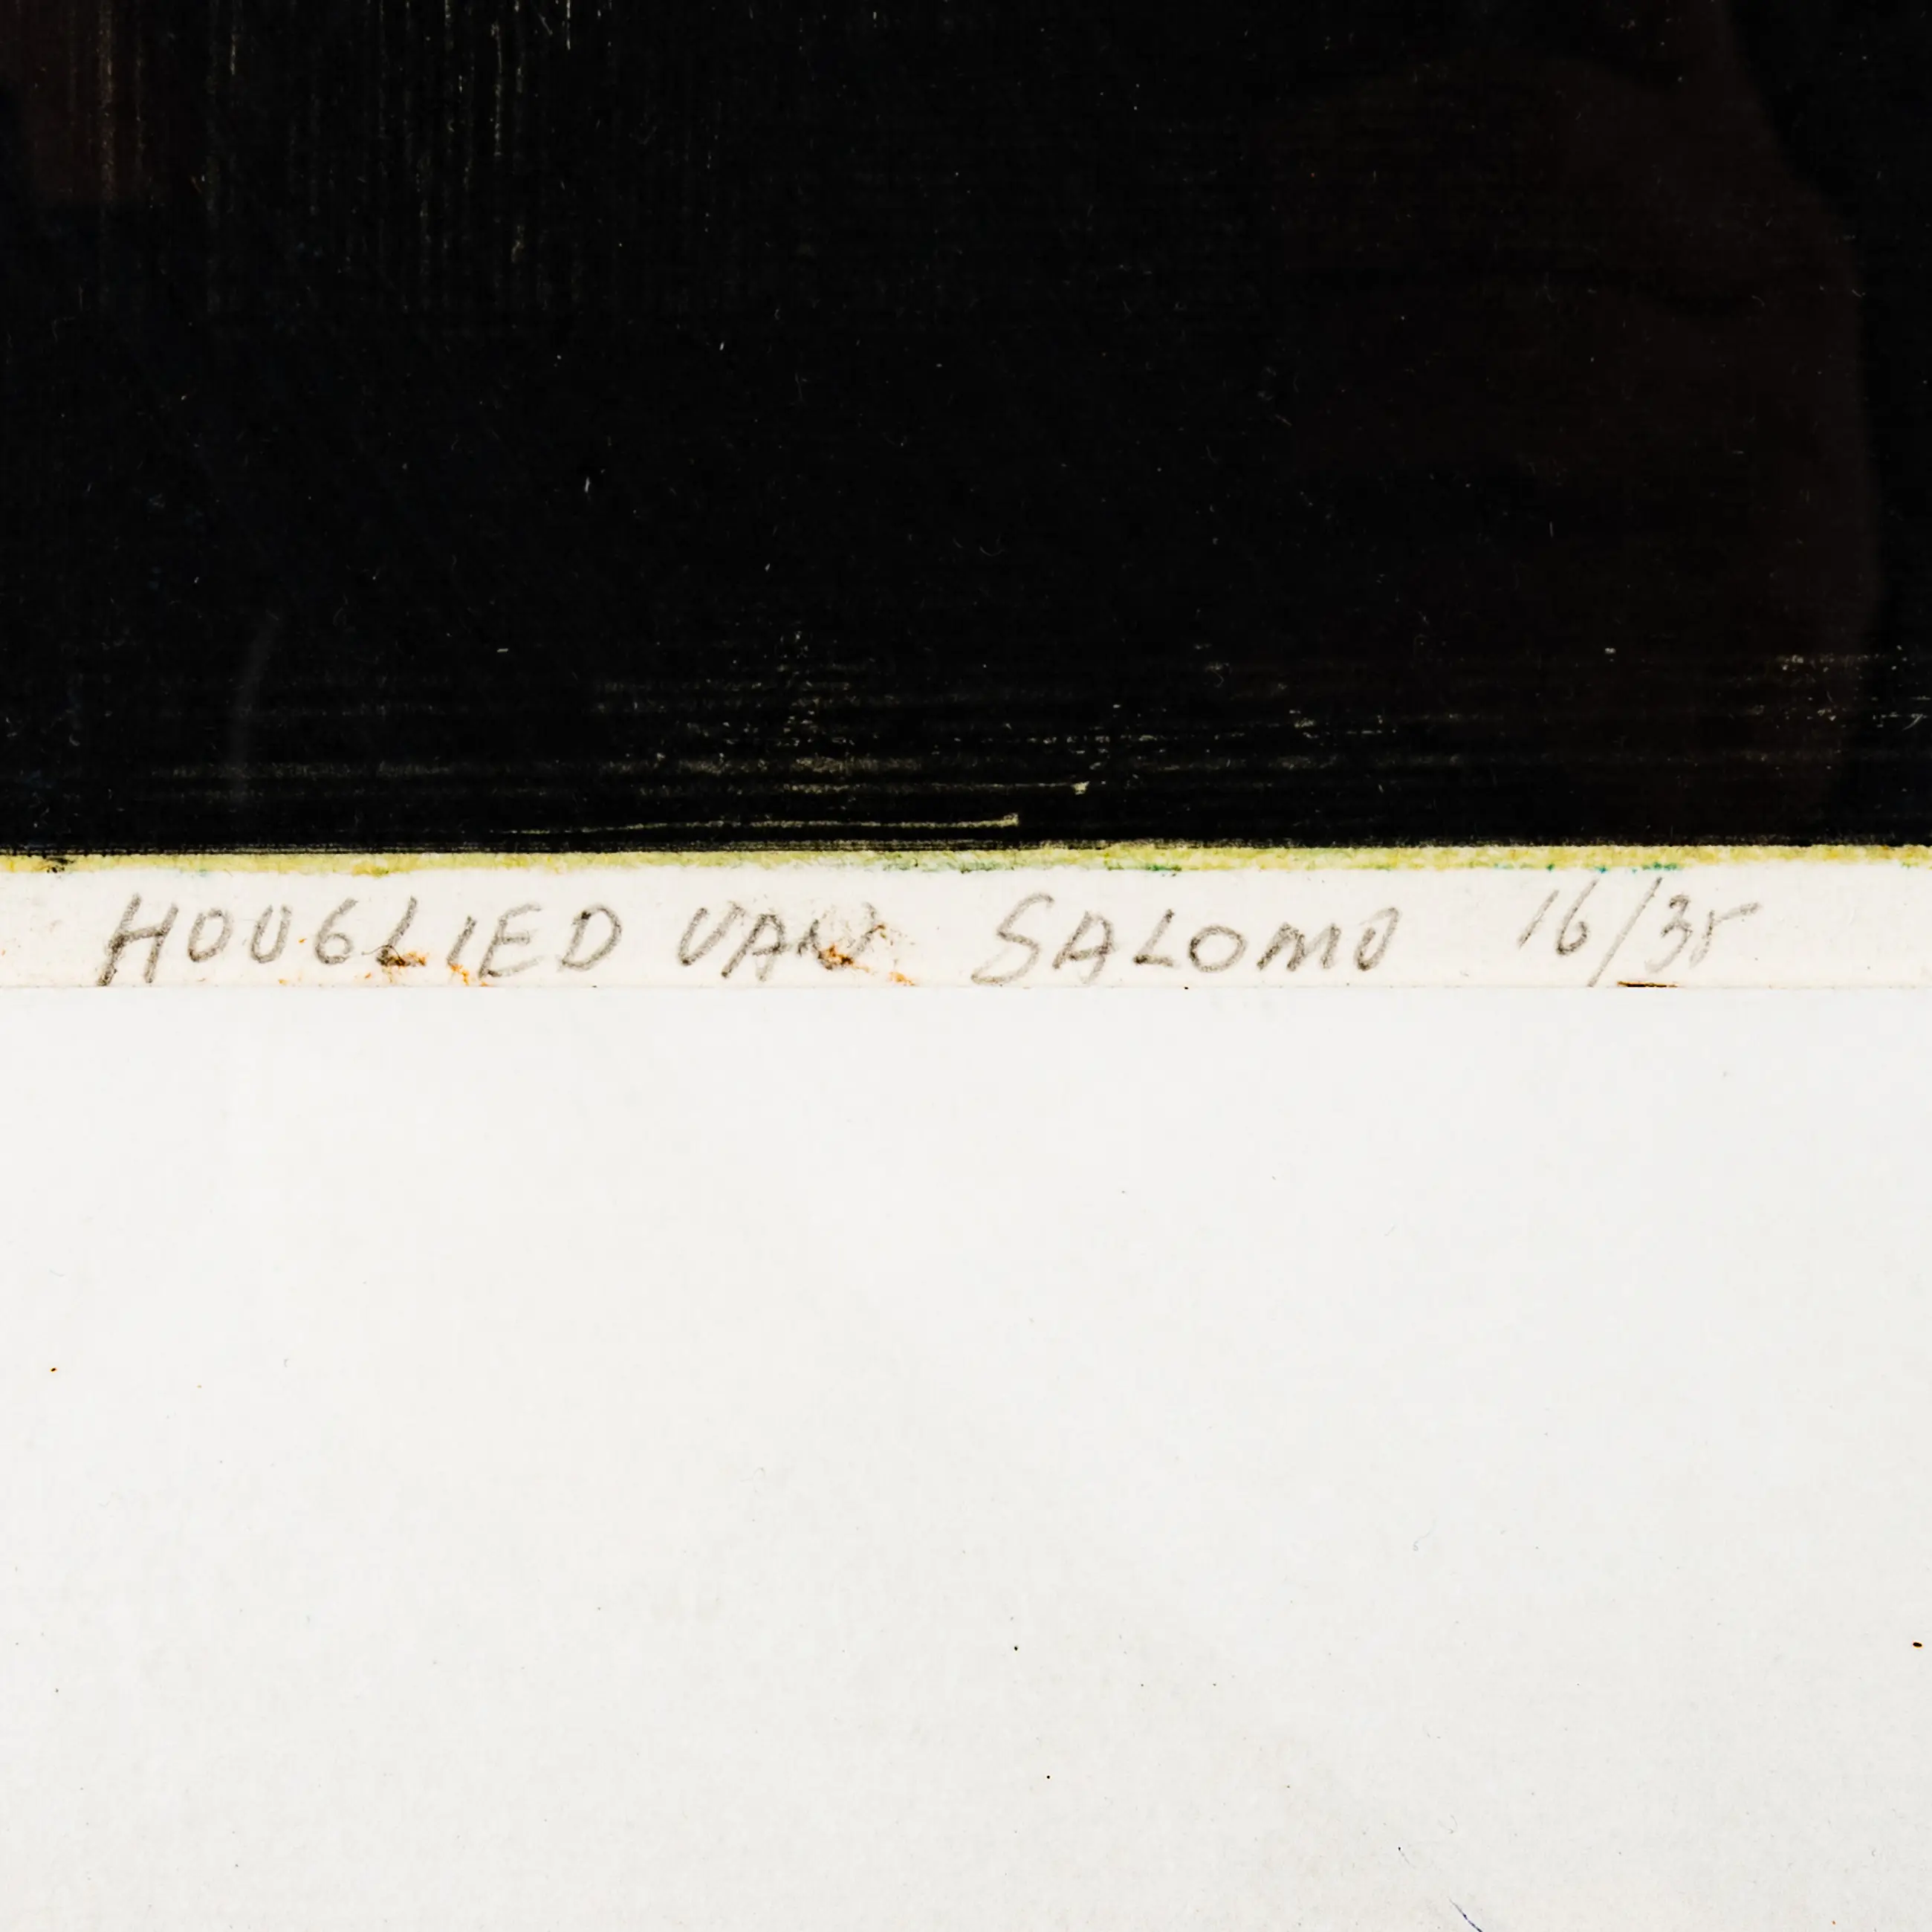 HOOGLIED VAN SALOMO 16/35